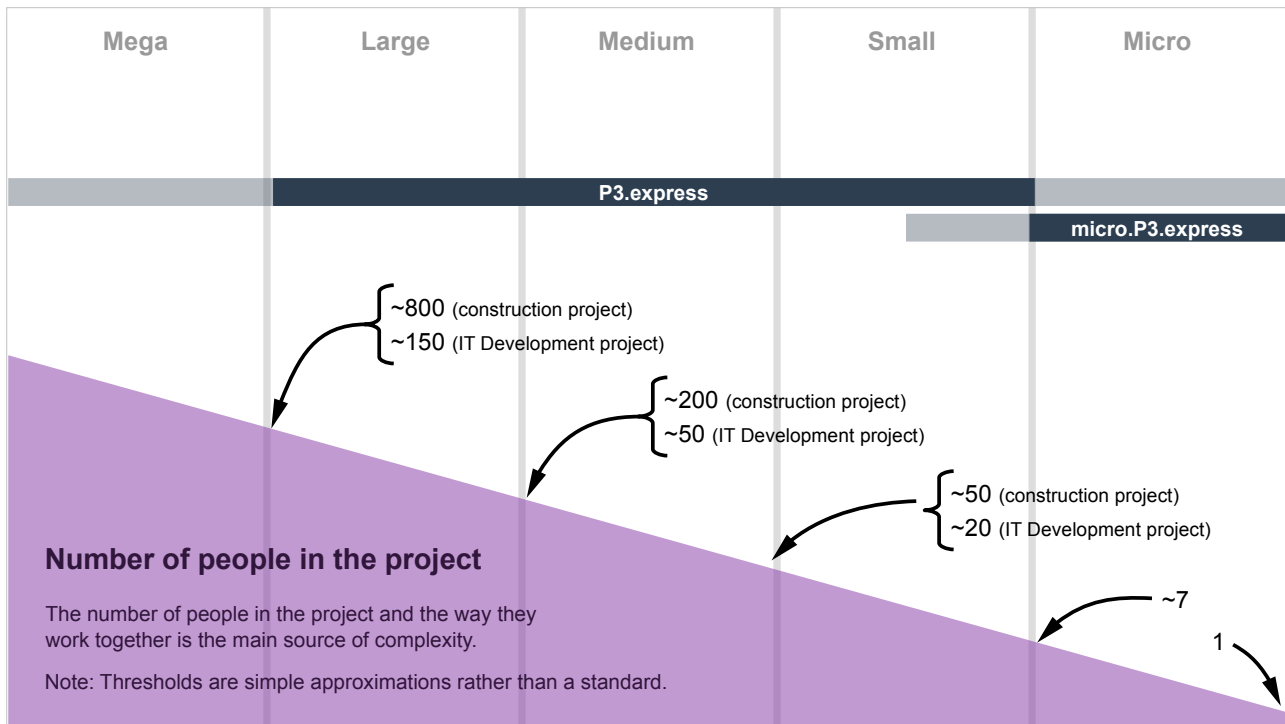 Mega
Large
Medium
Small
Micro
P3.express
micro.P3.express
~800 (construction project)
~150 (IT Development project)
~200 (construction project)
~50 (IT Development project)
~50 (construction project)
~20 (IT Development project)
~7
1
Number of people in the project
The number of people in the project and the way they
work together is the main source of complexity.
Note: Thresholds are simple approximations rather than a standard.